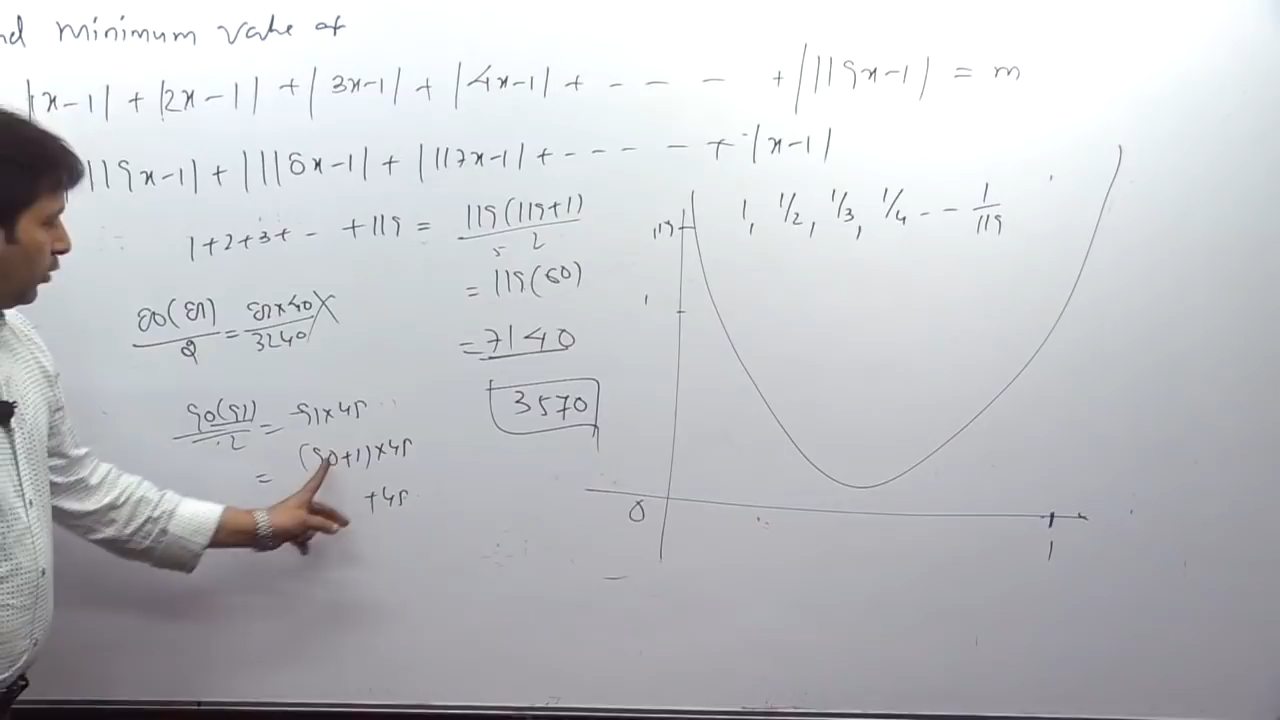 nd minimum value of
|x-1| + |2x-1| + |3x-1| + |4x-1| + - - - - + |119x-1| = m
|119x-1| + |118x-1| + |117x-1| + - - - - + |x-1|
1+2+3+ - +119 = 119(119+1)/2
= 119(60)
= 7140
3570
80(81)/2 = 81×40/3240 X
90(91)/2 = 91×45
= (90+1)×45
+45
1, 1/2, 1/3, 1/4 - - 1/119
119
1
0
1